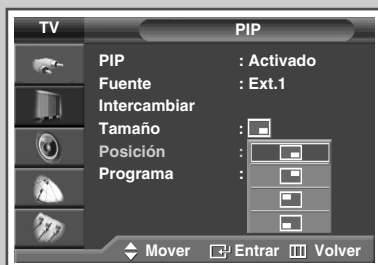 TV PIP
PIP : Activado
Fuente : Ext.1
Intercambiar
Tamaño :
Posición :
Programa :
Mover Entrar Volver